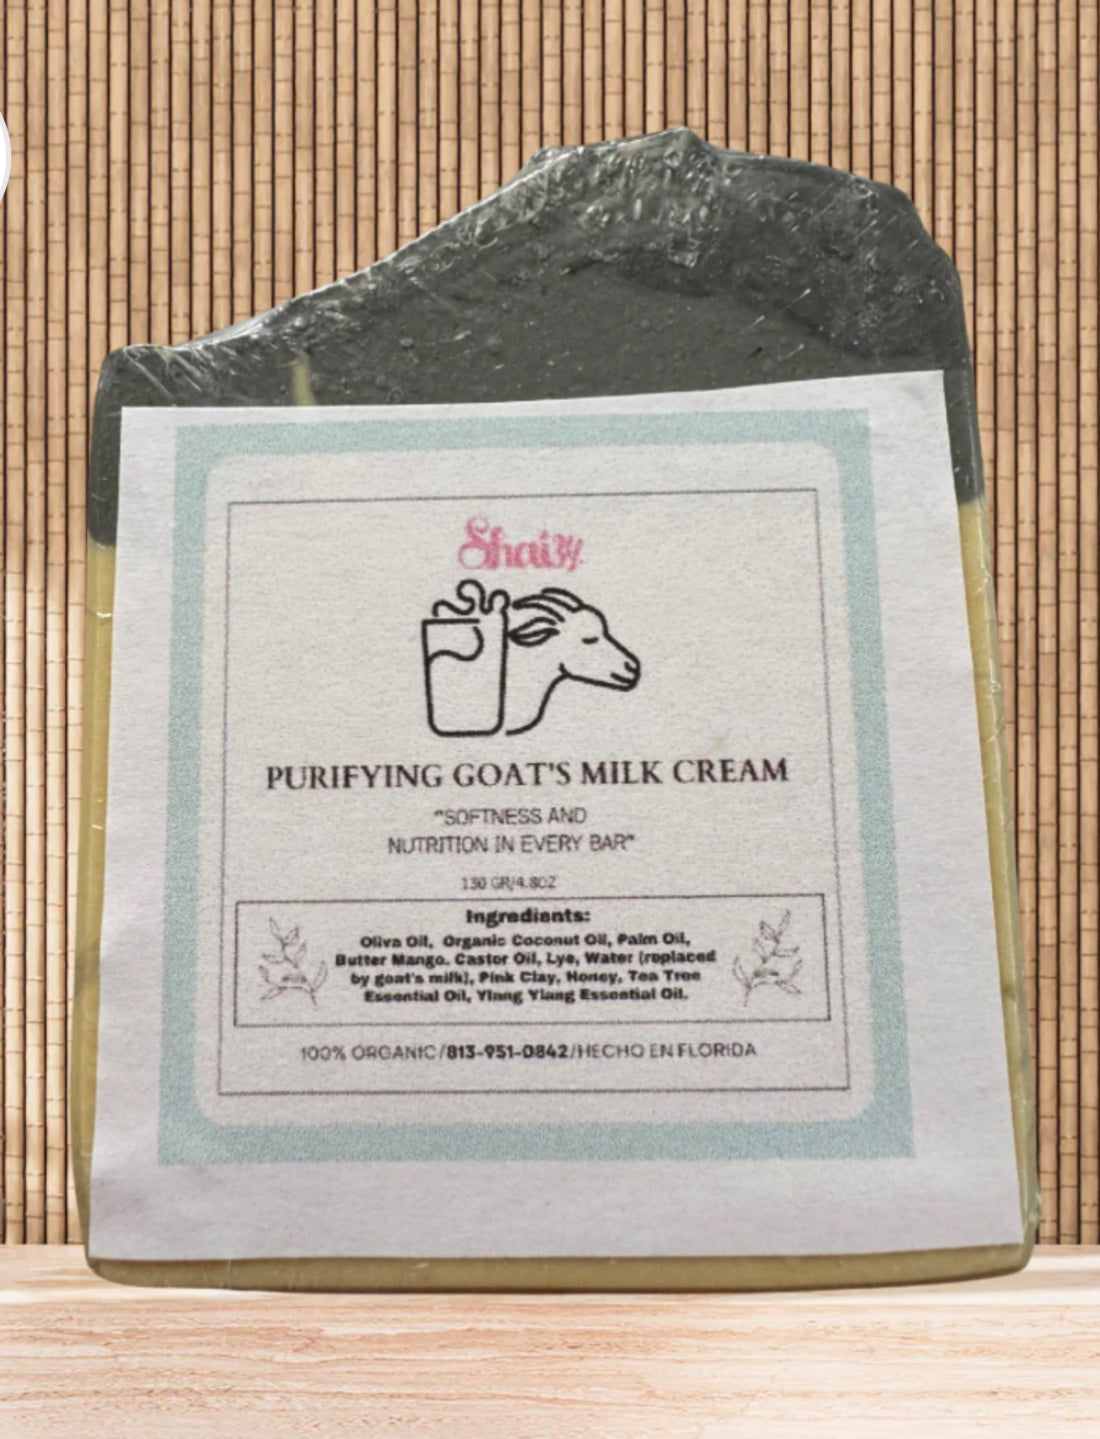 Shaizy
PURIFYING GOAT'S MILK CREAM
"SOFTNESS AND
NUTRITION IN EVERY BAR"
130 GR/4.8OZ
Ingredients:
Oliva Oil, Organic Coconut Oil, Palm Oil,
Butter Mango. Castor Oil, Lye, Water (replaced
by goat's milk), Pink Clay, Honey, Tea Tree
Essential Oil, Ylang Ylang Essential Oil.
100% ORGANIC/813-951-0842/HECHO EN FLORIDA